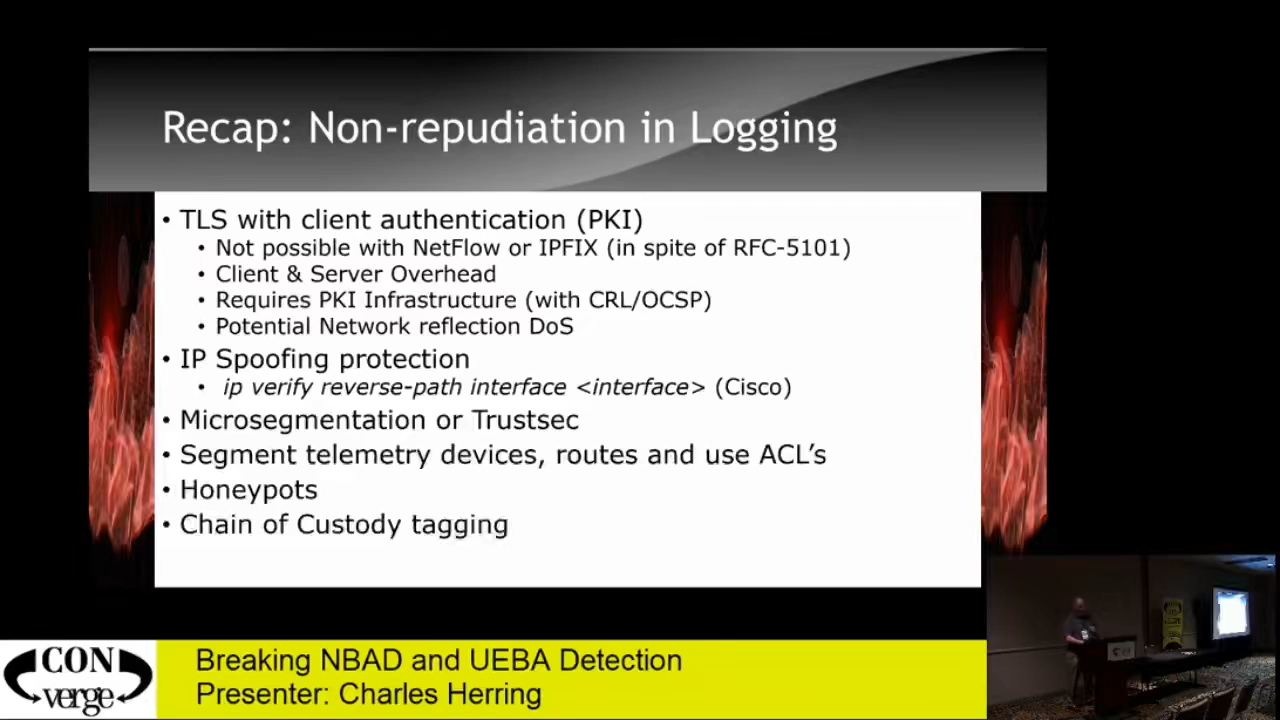 Recap: Non-repudiation in Logging
• TLS with client authentication (PKI)
• Not possible with NetFlow or IPFIX (in spite of RFC-5101)
• Client & Server Overhead
• Requires PKI Infrastructure (with CRL/OCSP)
• Potential Network reflection DoS
• IP Spoofing protection
• ip verify reverse-path interface <interface> (Cisco)
• Microsegmentation or Trustsec
• Segment telemetry devices, routes and use ACL’s
• Honeypots
• Chain of Custody tagging
CON
verge
Breaking NBAD and UEBA Detection
Presenter: Charles Herring